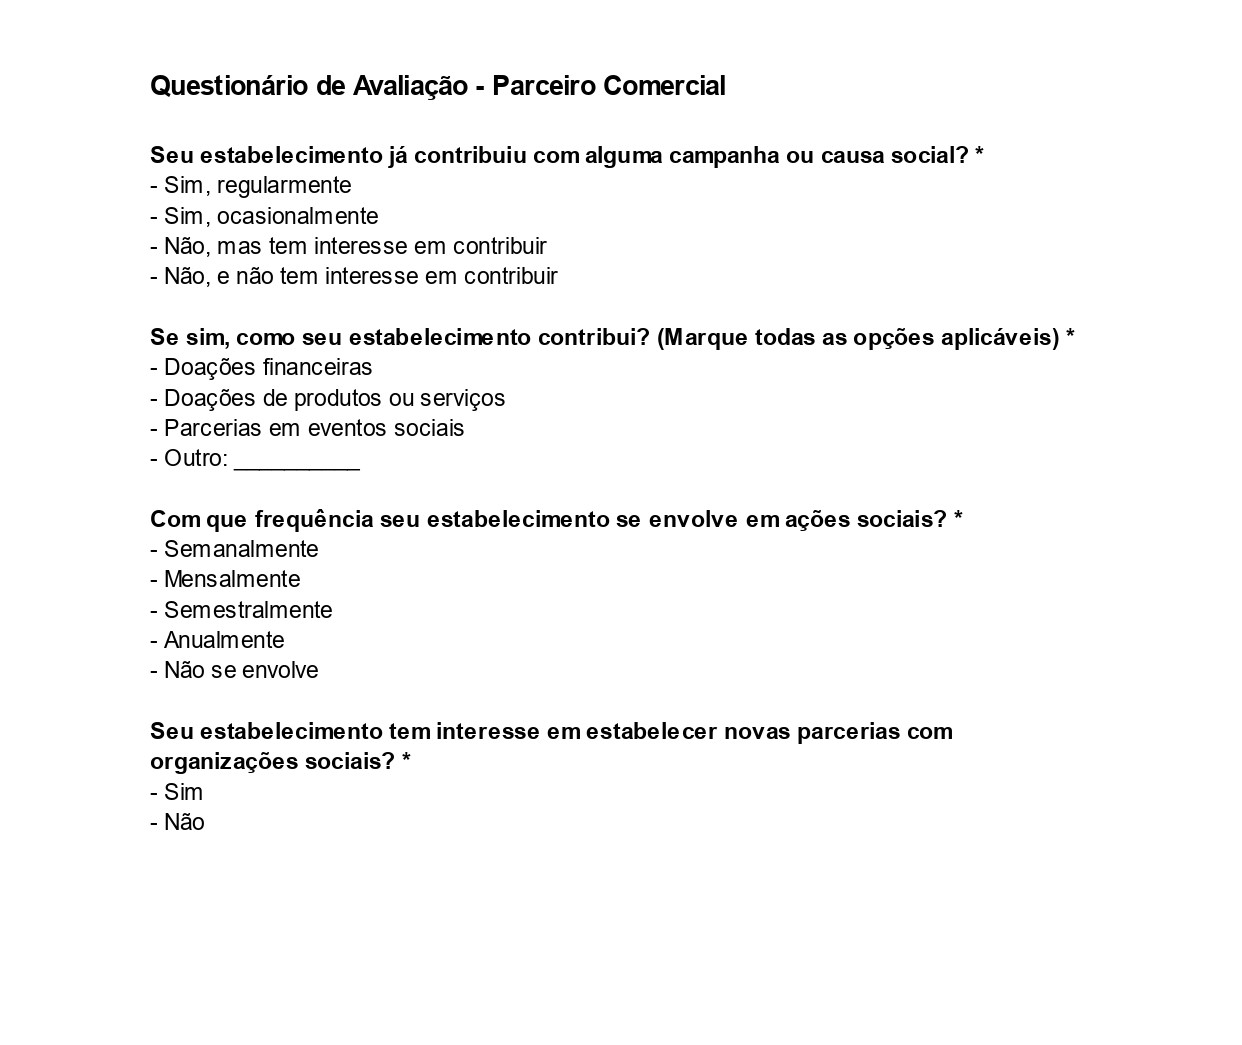 Questionário de Avaliação - Parceiro Comercial
Seu estabelecimento já contribuiu com alguma campanha ou causa social? *
- Sim, regularmente
- Sim, ocasionalmente
- Não, mas tem interesse em contribuir
- Não, e não tem interesse em contribuir
Se sim, como seu estabelecimento contribui? (Marque todas as opções aplicáveis) *
- Doações financeiras
- Doações de produtos ou serviços
- Parcerias em eventos sociais
- Outro: __________
Com que frequência seu estabelecimento se envolve em ações sociais? *
- Semanalmente
- Mensalmente
- Semestralmente
- Anualmente
- Não se envolve
Seu estabelecimento tem interesse em estabelecer novas parcerias com
organizações sociais? *
- Sim
- Não